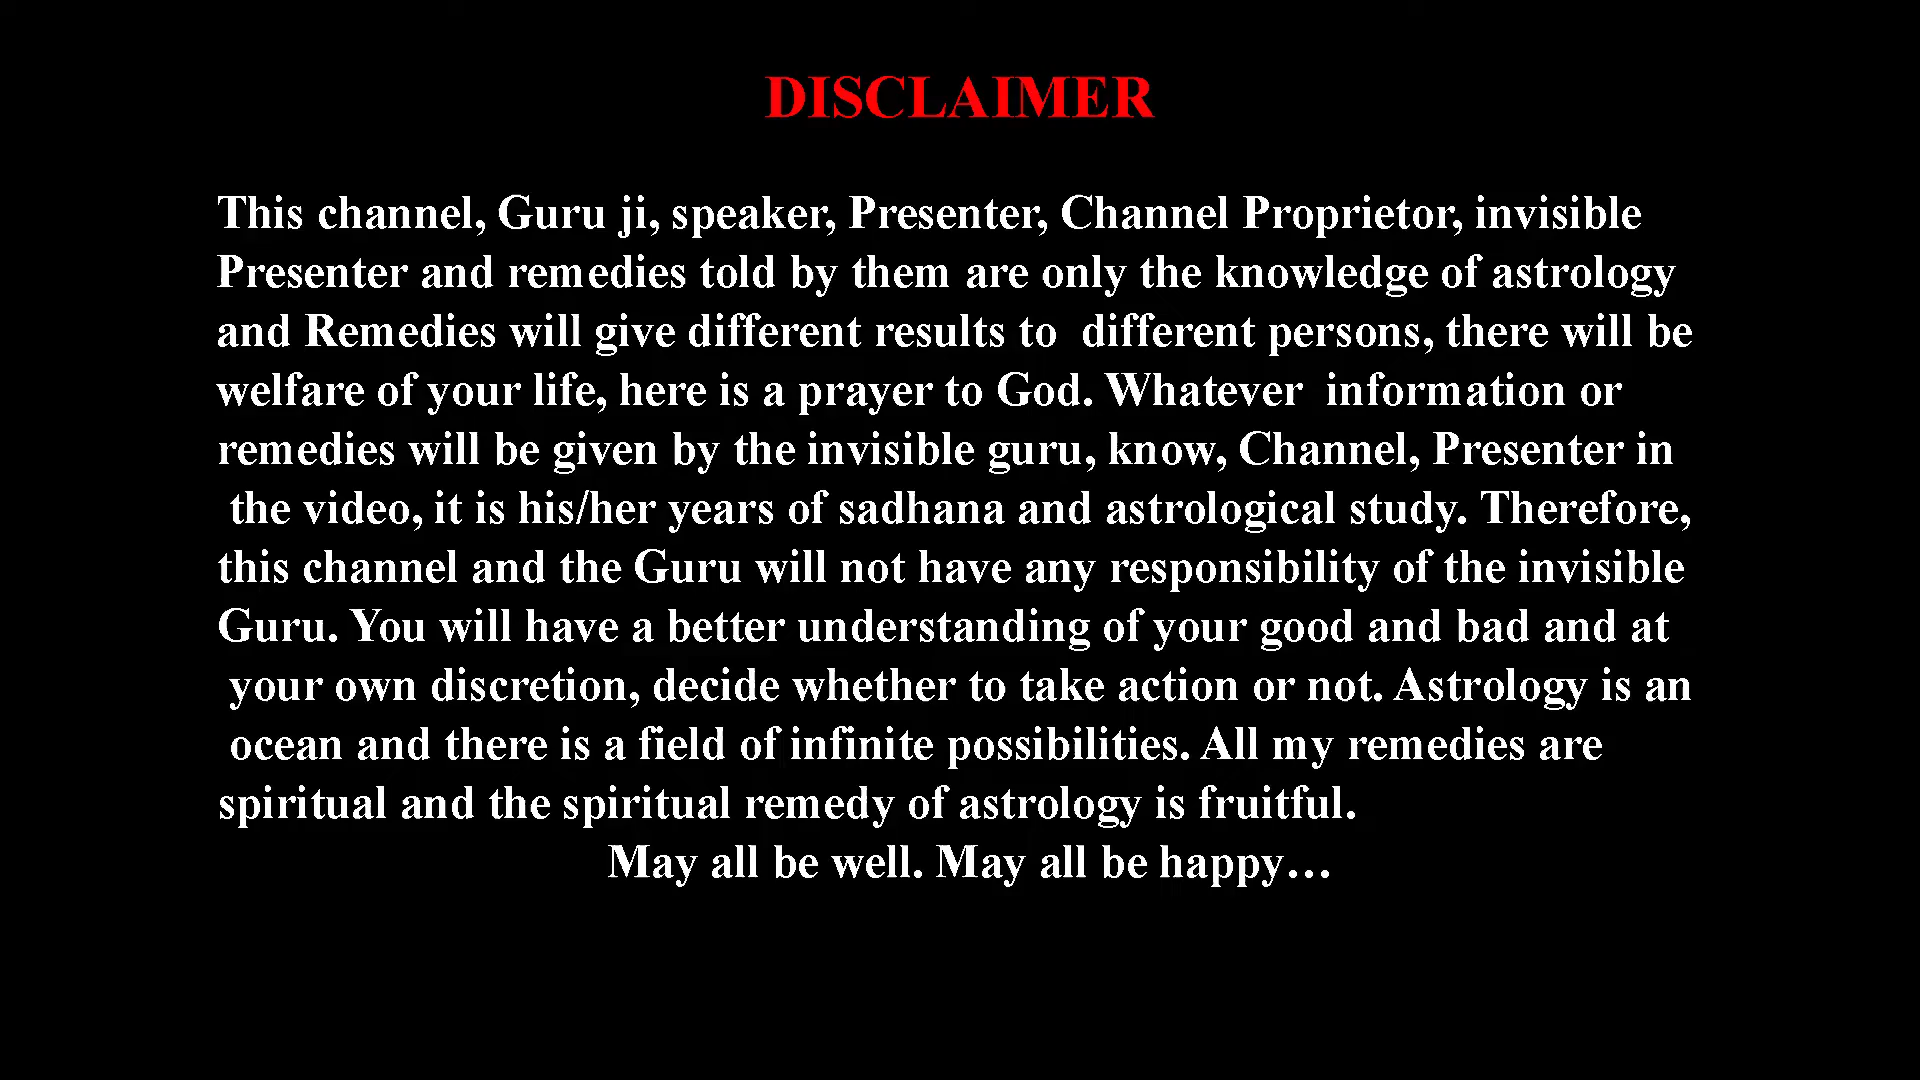 DISCLAIMER
This channel, Guru ji, speaker, Presenter, Channel Proprietor, invisible
Presenter and remedies told by them are only the knowledge of astrology
and Remedies will give different results to  different persons, there will be
welfare of your life, here is a prayer to God. Whatever  information or
remedies will be given by the invisible guru, know, Channel, Presenter in
the video, it is his/her years of sadhana and astrological study. Therefore,
this channel and the Guru will not have any responsibility of the invisible
Guru. You will have a better understanding of your good and bad and at
your own discretion, decide whether to take action or not. Astrology is an
ocean and there is a field of infinite possibilities. All my remedies are
spiritual and the spiritual remedy of astrology is fruitful.
May all be well. May all be happy…